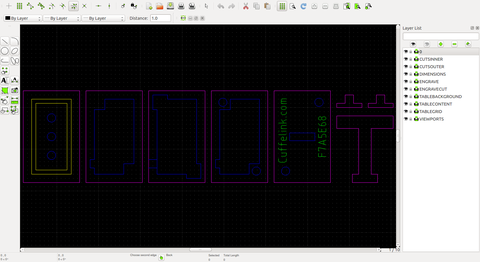 By Layer
By Layer
By Layer
Distance:
1.0
Layer List
0
CUTSINNER
CUTSOUTER
DIMENSIONS
ENGRAVE
ENGRAVECUT
TABLEBACKGROUND
TABLECONTENT
TABLEGRID
VIEWPORTS
Cuffelink.com
F7A5E68